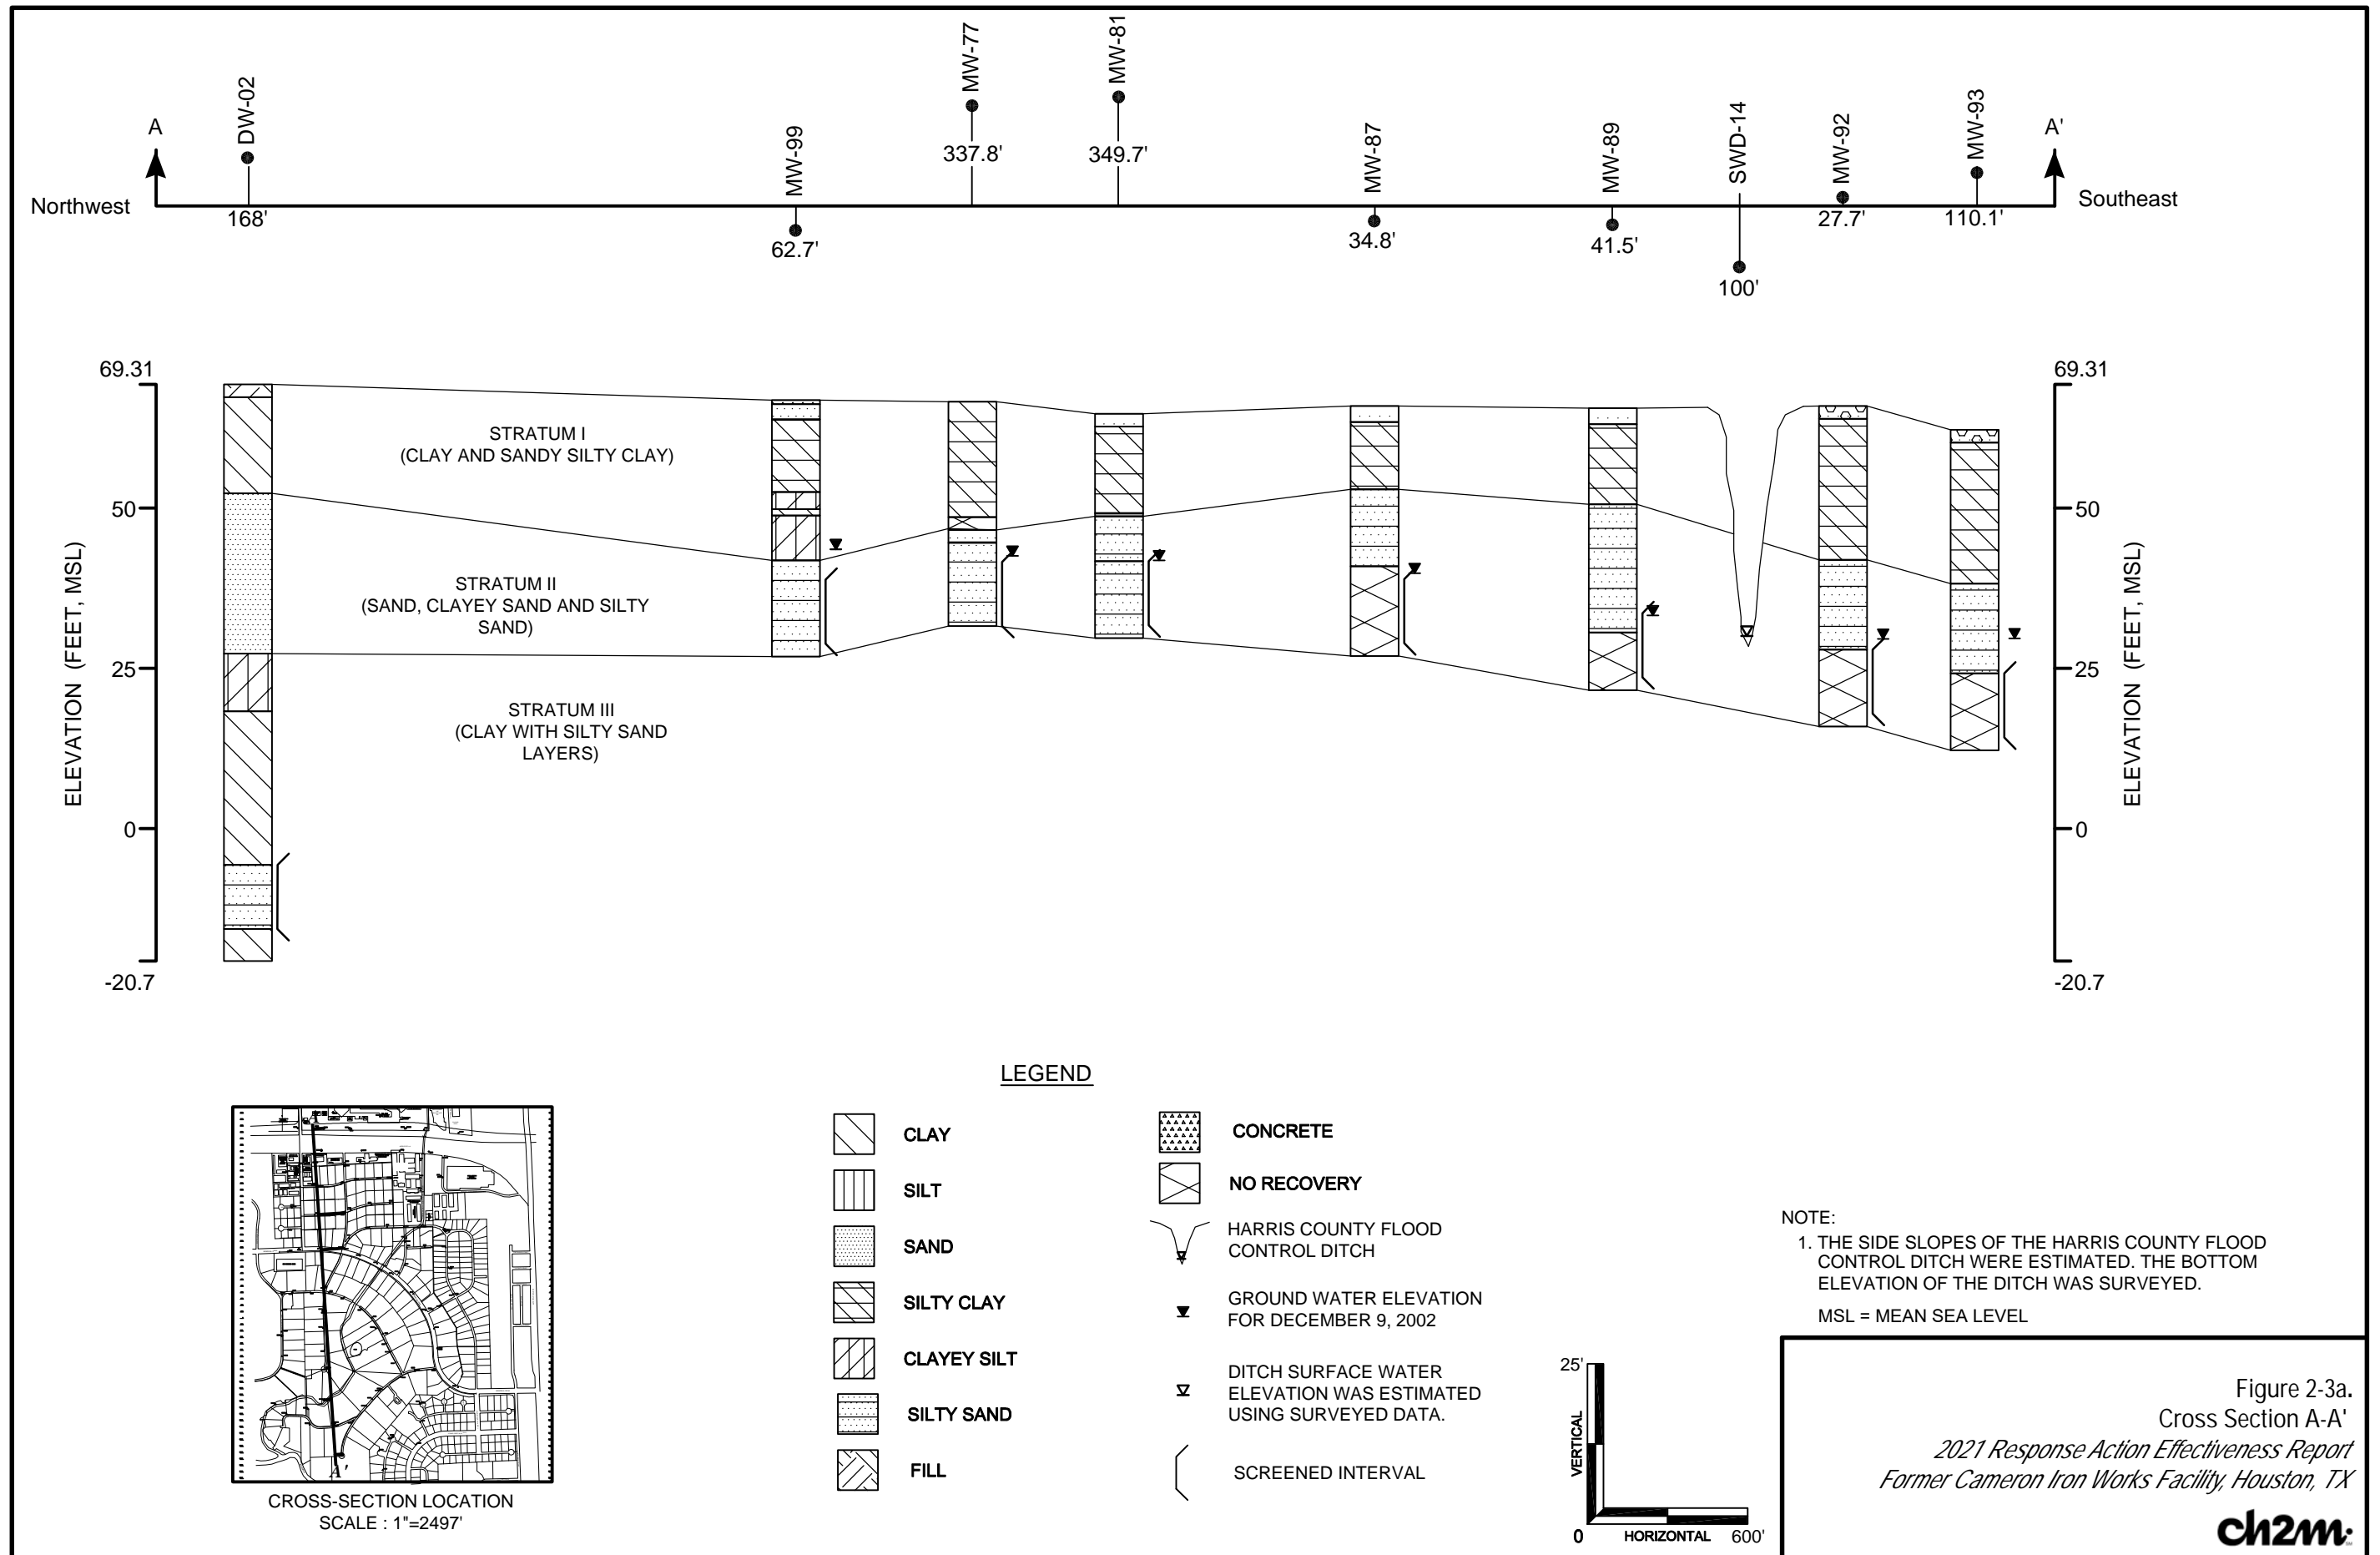 DW-02
MW-99
MW-77
MW-81
MW-87
MW-89
SWD-14
MW-92
MW-93
A
A'
Northwest
Southeast
168'
62.7'
337.8'
349.7'
34.8'
41.5'
100'
27.7'
110.1'
69.31
50
25
0
-20.7
ELEVATION (FEET, MSL)
STRATUM I
(CLAY AND SANDY SILTY CLAY)
STRATUM II
(SAND, CLAYEY SAND AND SILTY
SAND)
STRATUM III
(CLAY WITH SILTY SAND
LAYERS)
69.31
50
25
0
-20.7
ELEVATION (FEET, MSL)
A'
CROSS-SECTION LOCATION
SCALE : 1"=2497'
LEGEND
CLAY
SILT
SAND
SILTY CLAY
CLAYEY SILT
SILTY SAND
FILL
CONCRETE
NO RECOVERY
HARRIS COUNTY FLOOD
CONTROL DITCH
GROUND WATER ELEVATION
FOR DECEMBER 9, 2002
DITCH SURFACE WATER
ELEVATION WAS ESTIMATED
USING SURVEYED DATA.
SCREENED INTERVAL
25'
VERTICAL
0
HORIZONTAL
600'
NOTE:
1. THE SIDE SLOPES OF THE HARRIS COUNTY FLOOD
CONTROL DITCH WERE ESTIMATED. THE BOTTOM
ELEVATION OF THE DITCH WAS SURVEYED.
MSL = MEAN SEA LEVEL
Figure 2-3a.
Cross Section A-A'
2021 Response Action Effectiveness Report
Former Cameron Iron Works Facility, Houston, TX
ch2m: